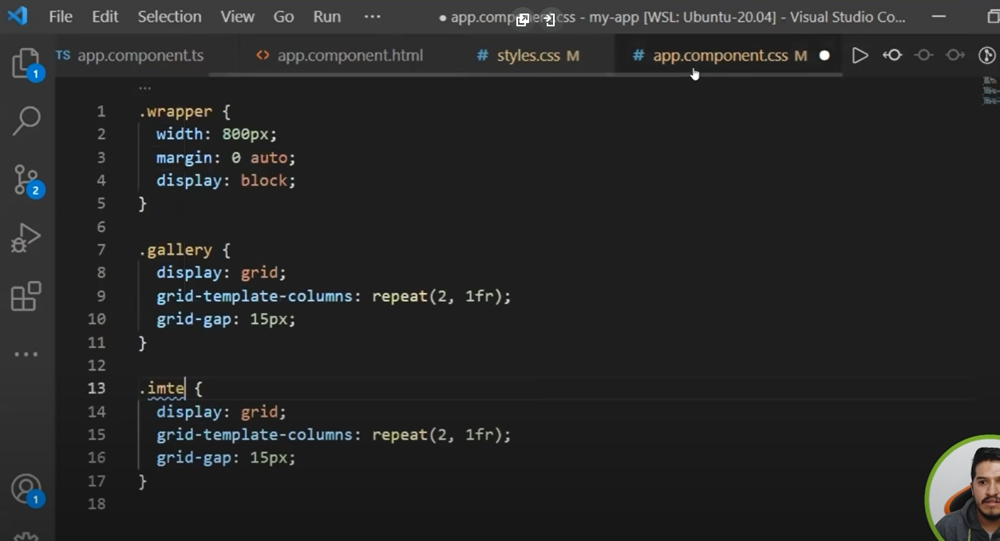 File Edit Selection View Go Run ··· ● app.component.css - my-app [WSL: Ubuntu-20.04] - Visual Studio Co...
TS app.component.ts <> app.component.html # styles.css M # app.component.css M ●
1
2
1
...
1 .wrapper {
2 width: 800px;
3 margin: 0 auto;
4 display: block;
5 }
6
7 .gallery {
8 display: grid;
9 grid-template-columns: repeat(2, 1fr);
10 grid-gap: 15px;
11 }
12
13 .imte {
14 display: grid;
15 grid-template-columns: repeat(2, 1fr);
16 grid-gap: 15px;
17 }
18